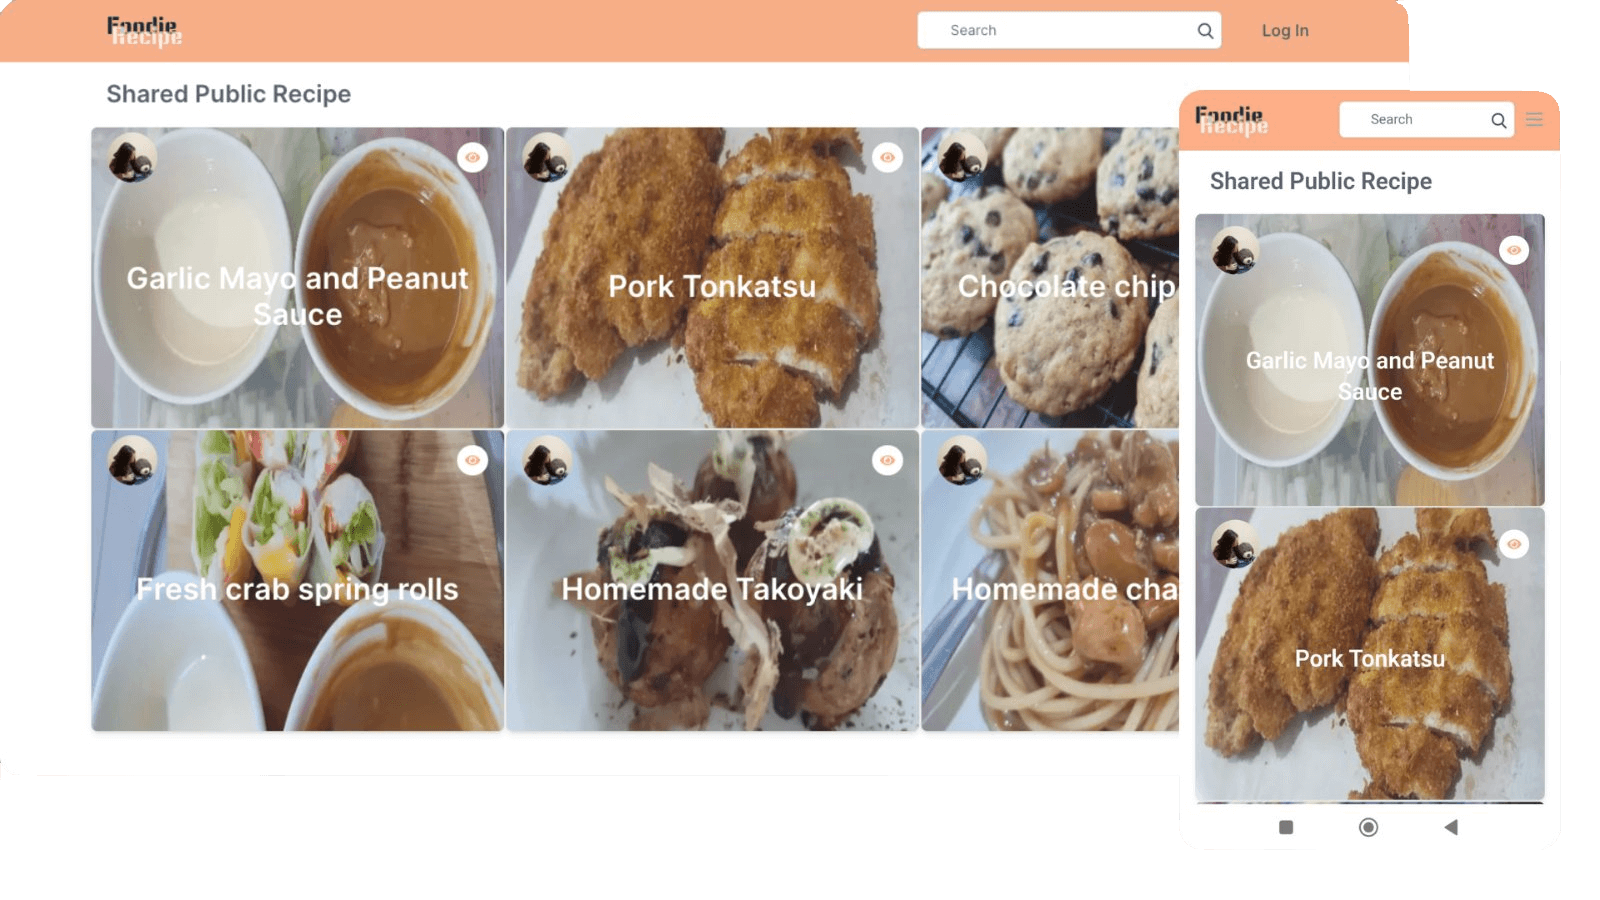 Foodie
Recipe
Search
Log In
Shared Public Recipe
Garlic Mayo and Peanut
Sauce
Pork Tonkatsu
Chocolate chip
Fresh crab spring rolls
Homemade Takoyaki
Homemade cha
Foodie
Recipe
Search
Shared Public Recipe
Garlic Mayo and Peanut
Sauce
Pork Tonkatsu